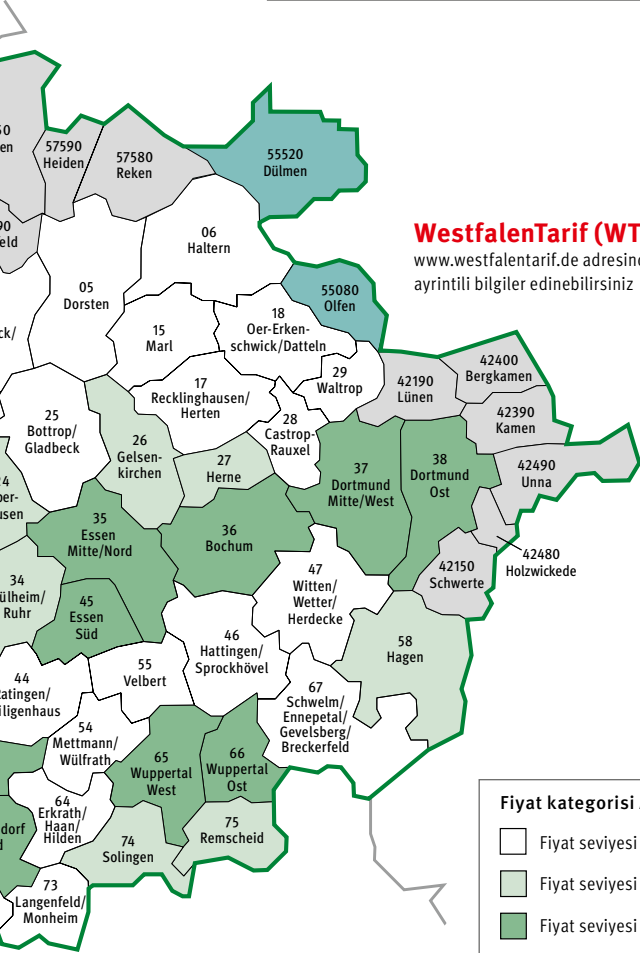 57590
Heiden
57580
Reken
55520
Dülmen
06
Haltern
WestfalenTarif (WT
www.westfalentarif.de
ayrintili bilgiler edinebilirsiniz
05
Dorsten
55080
Olfen
15
Marl
18
Oer-Erken-
schwick/Datteln
29
Waltrop
42400
Bergkamen
42190
Lünen
42390
Kamen
17
Recklinghausen/
Herten
25
Bottrop/
Gladbeck
26
Gelsen-
kirchen
28
Castrop-
Rauxel
27
Herne
37
Dortmund
Mitte/West
38
Dortmund
Ost
42490
Unna
35
Essen
Mitte/Nord
36
Bochum
42480
Holzwickede
42150
Schwerte
47
Witten/
Wetter/
Herdecke
34
Ruhr
45
Essen
Süd
46
Hattingen/
Sprockhövel
58
Hagen
44
55
Velbert
67
Schwelm/
Ennepetal/
Gevelsberg/
Breckerfeld
54
Mettmann/
Wülfrath
65
Wuppertal
West
66
Wuppertal
Ost
64
Erkrath/
Haan/
Hilden
74
Solingen
75
Remscheid
73
Langenfeld/
Monheim
Fiyat kategorisi
Fiyat seviyesi
Fiyat seviyesi
Fiyat seviyesi